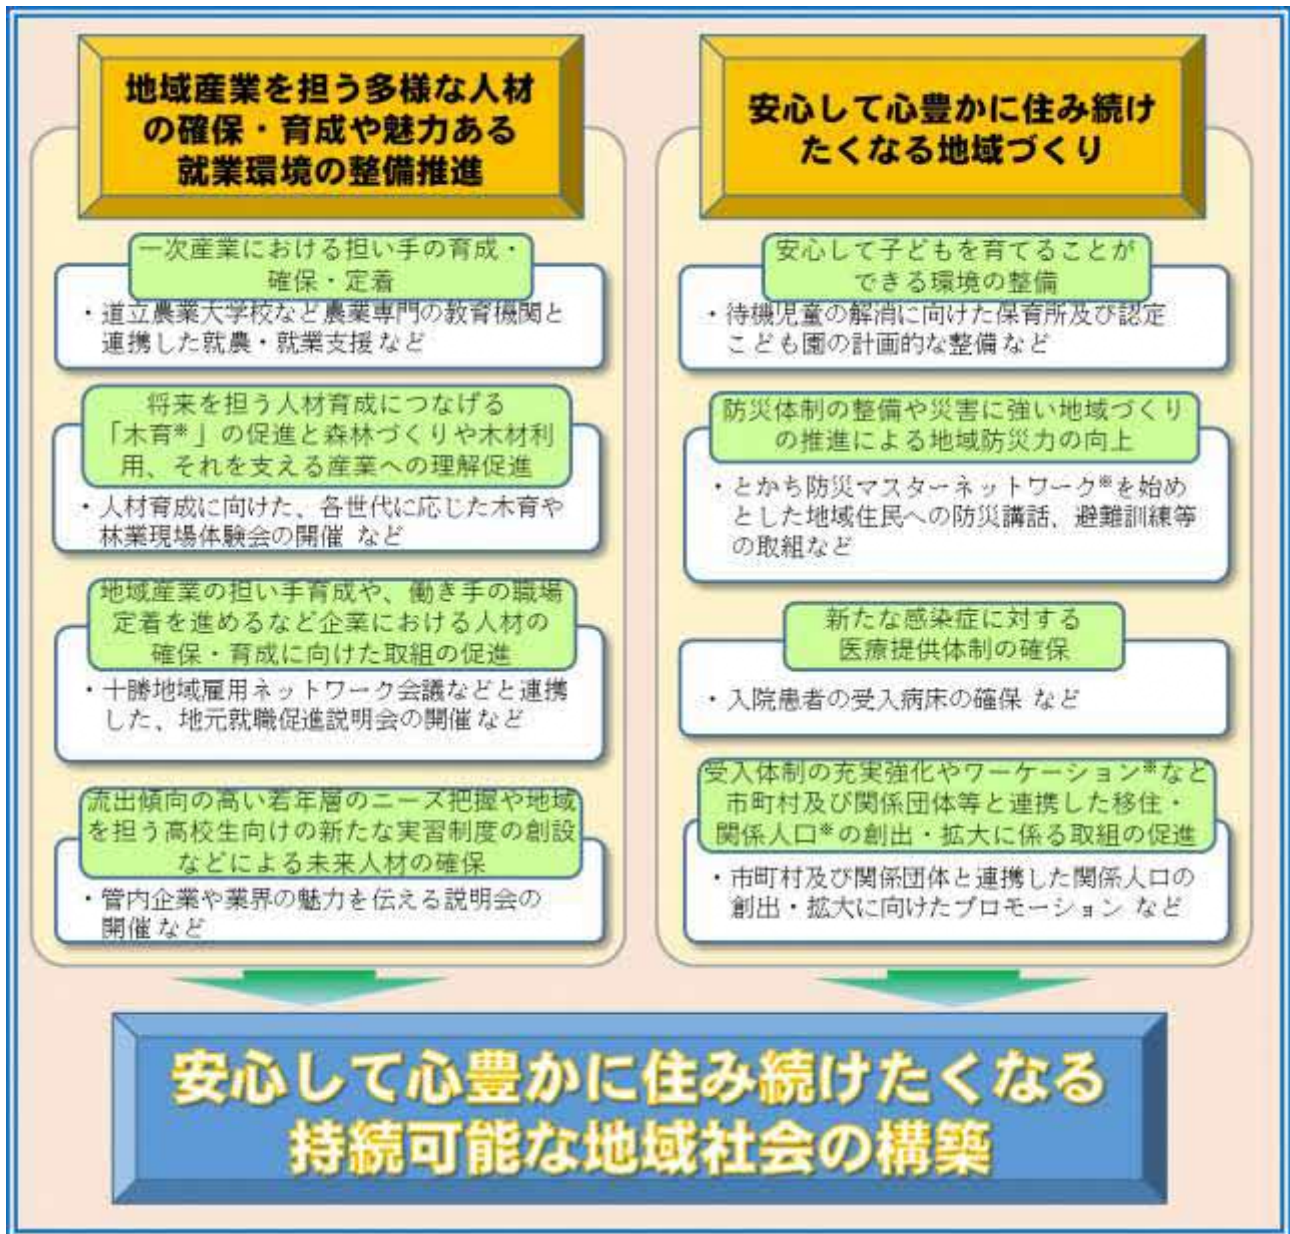 地域産業を担う多様な人材
の確保・育成や魅力ある
就業環境の整備推進
一次産業における担い手の育成・
確保・定着
・道立農業大学校など農業専門の教育機関と
連携した就農・就業支援など
将来を担う人材育成につなげる
「木育※」の促進と森林づくりや木材利
用、それを支える産業への理解促進
・人材育成に向けた、各世代に応じた木育や
林業現場体験会の開催 など
地域産業の担い手育成や、働き手の職場
定着を進めるなど企業における人材の
確保・育成に向けた取組の促進
・十勝地域雇用ネットワーク会議などと連携
した、地元就職促進説明会の開催など
流出傾向の高い若年層のニーズ把握や地域
を担う高校生向けの新たな実習制度の創設
などによる未来人材の確保
・管内企業や業界の魅力を伝える説明会の
開催など
安心して心豊かに住み続け
たくなる地域づくり
安心して子どもを育てることが
できる環境の整備
・待機児童の解消に向けた保育所及び認定
こども園の計画的な整備など
防災体制の整備や災害に強い地域づくり
の推進による地域防災力の向上
・とかち防災マスターネットワーク※を始め
とした地域住民への防災講話、避難訓練等
の取組など
新たな感染症に対する
医療提供体制の確保
・入院患者の受入病床の確保 など
受入体制の充実強化やワーケーション※など
市町村及び関係団体等と連携した移住・
関係人口※の創出・拡大に係る取組の促進
・市町村及び関係団体と連携した関係人口の
創出・拡大に向けたプロモーション など
安心して心豊かに住み続けたくなる
持続可能な地域社会の構築